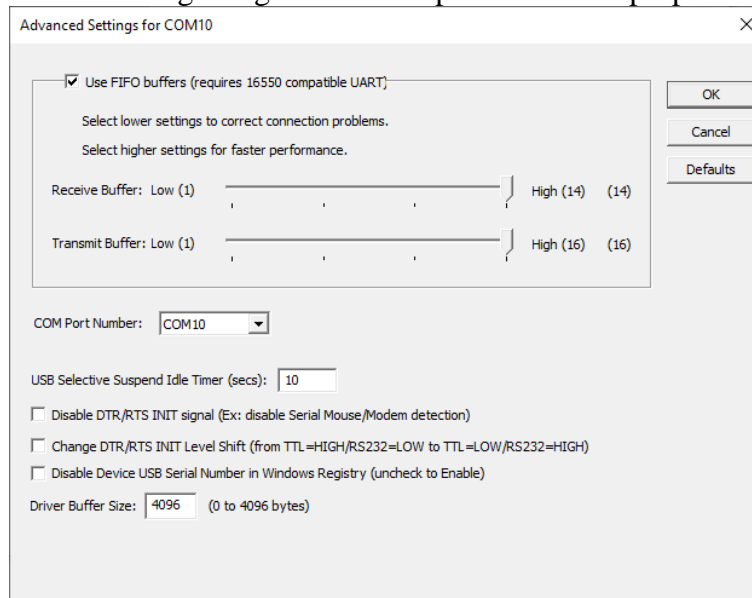 Advanced Settings for COM10
Use FIFO buffers (requires 16550 compatible UART)
OK
Select lower settings to correct connection problems.
Cancel
Select higher settings for faster performance.
Defaults
Receive Buffer: Low (1) High (14) (14)
Transmit Buffer: Low (1) High (16) (16)
COM Port Number: COM10
USB Selective Suspend Idle Timer (secs): 10
Disable DTR/RTS INIT signal (Ex: disable Serial Mouse/Modem detection)
Change DTR/RTS INIT Level Shift (from TTL=HIGH/RS232=LOW to TTL=LOW/RS232=HIGH)
Disable Device USB Serial Number in Windows Registry (uncheck to Enable)
Driver Buffer Size: 4096 (0 to 4096 bytes)